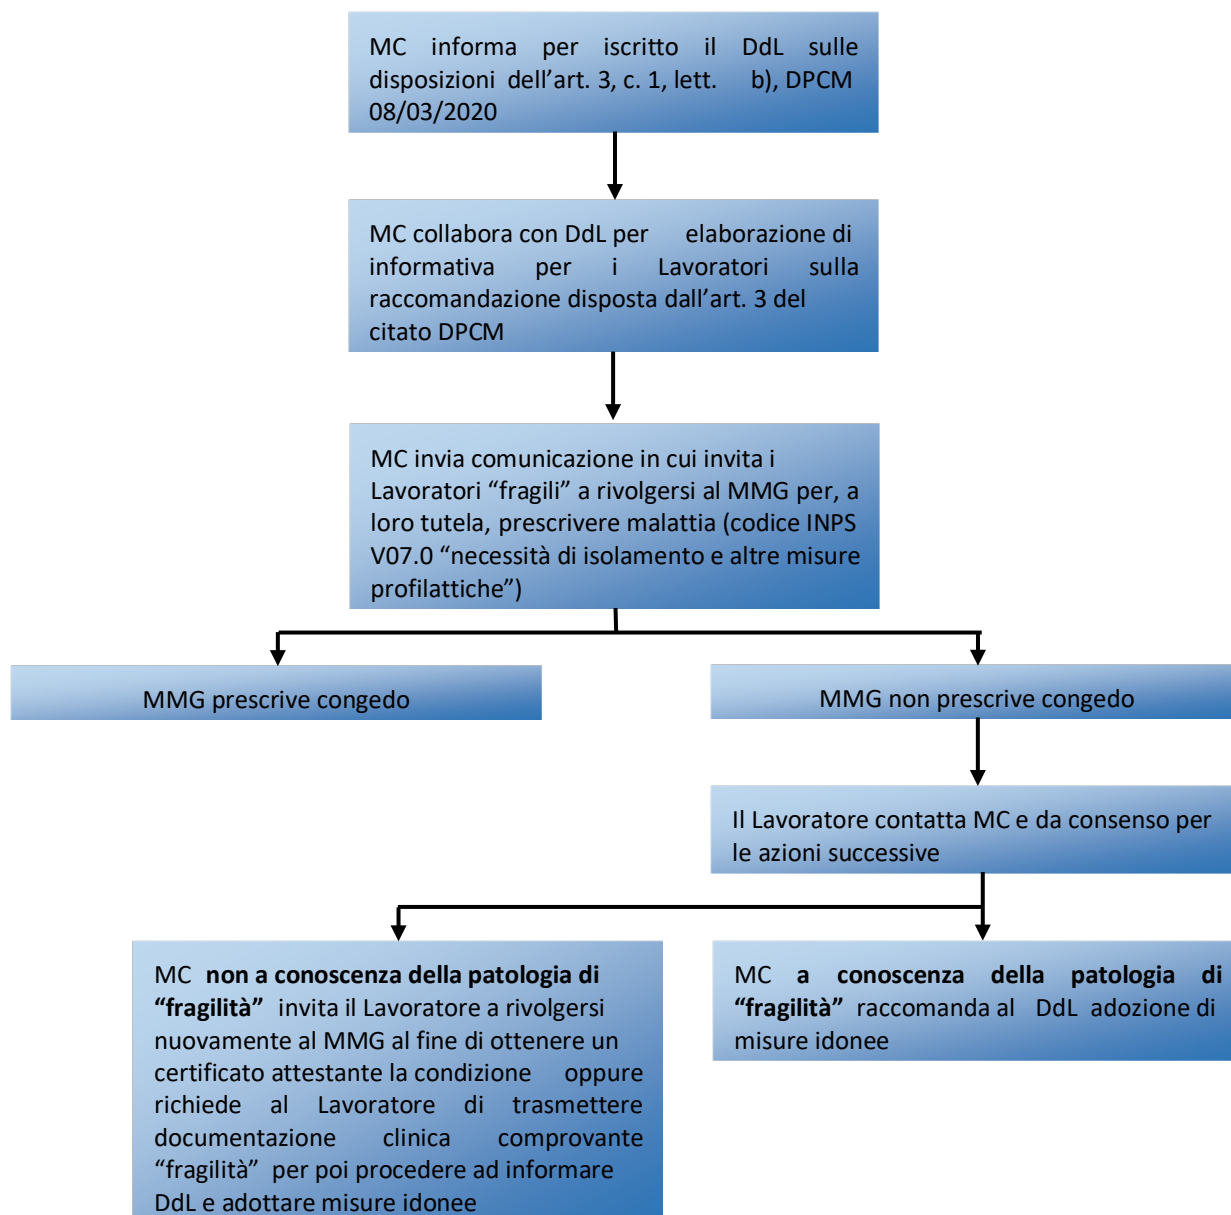 MC informa per iscritto il DdL sulle
disposizioni dell’art. 3, c. 1, lett. b), DPCM
08/03/2020
MC collabora con DdL per elaborazione di
informativa per i Lavoratori sulla
raccomandazione disposta dall’art. 3 del
citato DPCM
MC invia comunicazione in cui invita i
Lavoratori “fragili” a rivolgersi al MMG per, a
loro tutela, prescrivere malattia (codice INPS
V07.0 “necessità di isolamento e altre misure
profilattiche”)
MMG prescrive congedo
MMG non prescrive congedo
Il Lavoratore contatta MC e da consenso per
le azioni successive
MC non a conoscenza della patologia di
“fragilità” invita il Lavoratore a rivolgersi
nuovamente al MMG al fine di ottenere un
certificato attestante la condizione oppure
richiede al Lavoratore di trasmettere
documentazione clinica comprovante
“fragilità” per poi procedere ad informare
DdL e adottare misure idonee
MC a conoscenza della patologia di
“fragilità” raccomanda al DdL adozione di
misure idonee